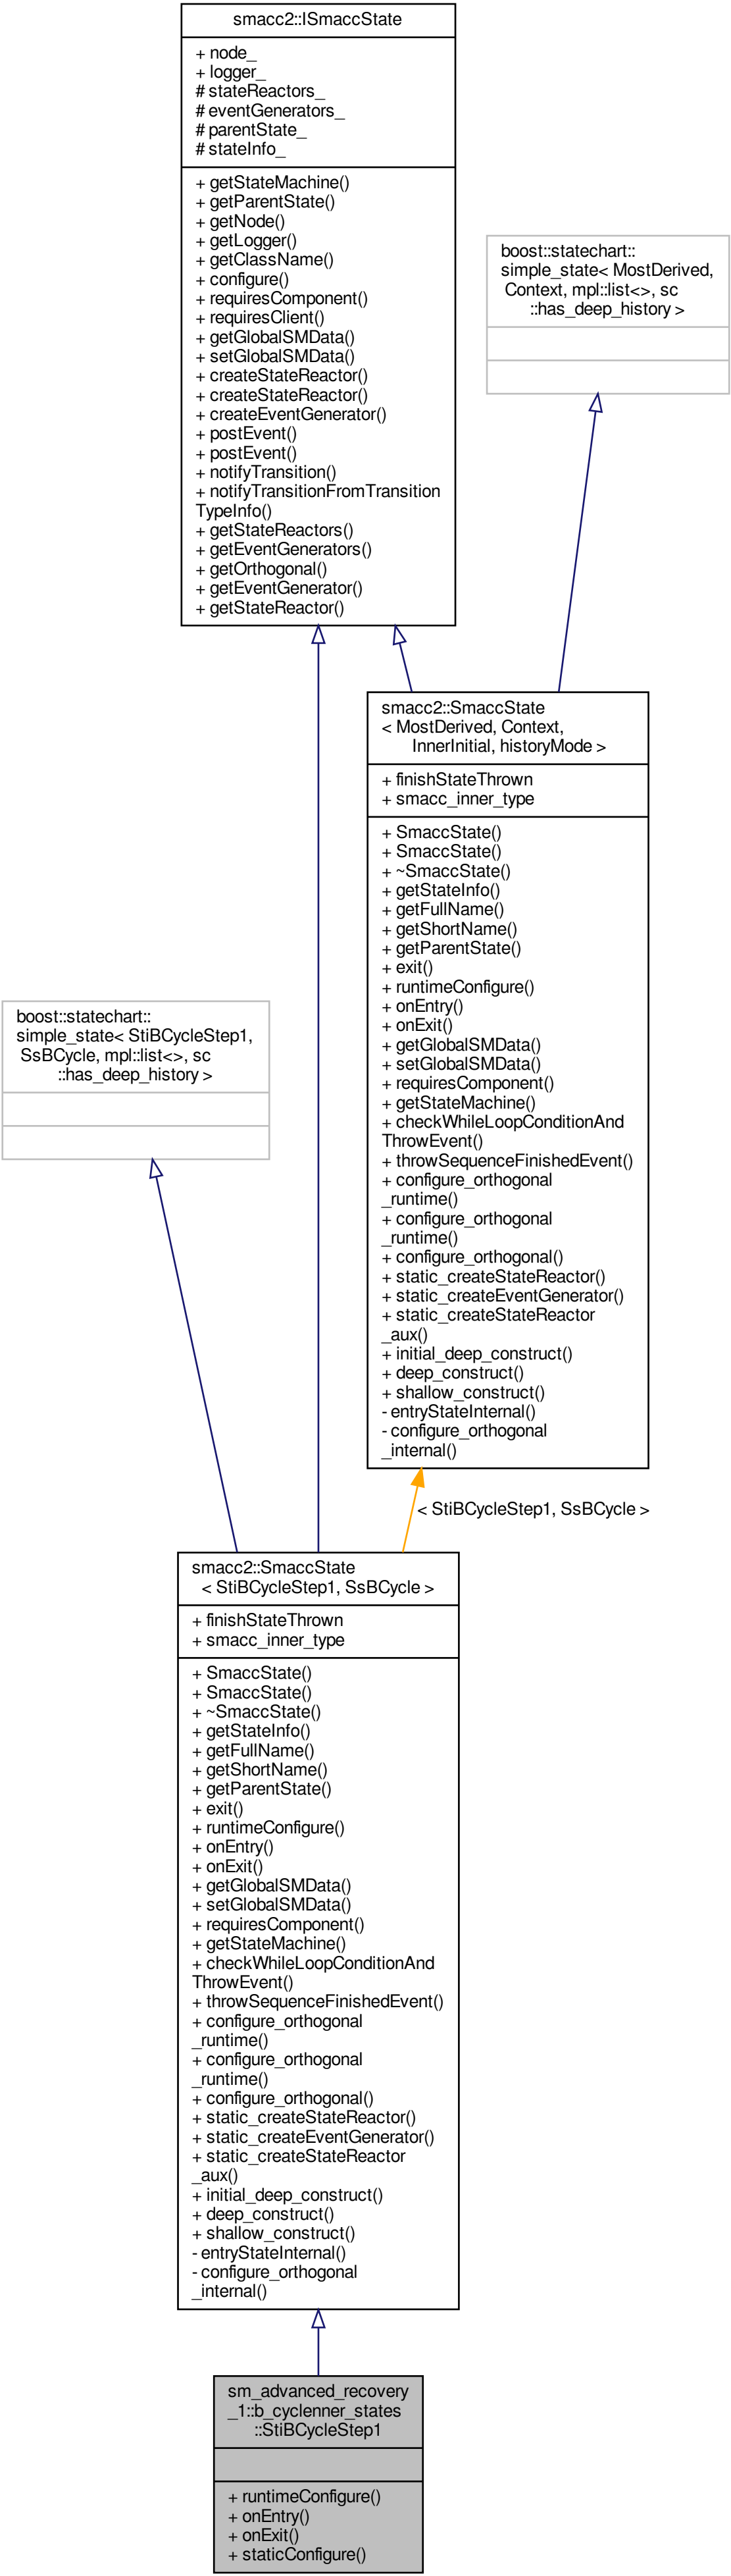 smacc2::ISmaccState
+ node_
+ logger_
# stateReactors_
# eventGenerators_
# parentState_
# stateInfo_
+ getStateMachine()
+ getParentState()
+ getNode()
+ getLogger()
+ getClassName()
+ configure()
+ requiresComponent()
+ requiresClient()
+ getGlobalSMData()
+ setGlobalSMData()
+ createStateReactor()
+ createStateReactor()
+ createEventGenerator()
+ postEvent()
+ postEvent()
+ notifyTransition()
+ notifyTransitionFromTransition
TypeInfo()
+ getStateReactors()
+ getEventGenerators()
+ getOrthogonal()
+ getEventGenerator()
+ getStateReactor()
boost::statechart::
simple_state< MostDerived,
Context, mpl::list<>, sc
::has_deep_history >
smacc2::SmaccState
< MostDerived, Context,
InnerInitial, historyMode >
+ finishStateThrown
+ smacc_inner_type
+ SmaccState()
+ SmaccState()
+ ~SmaccState()
+ getStateInfo()
+ getFullName()
+ getShortName()
+ getParentState()
+ exit()
+ runtimeConfigure()
+ onEntry()
+ onExit()
+ getGlobalSMData()
+ setGlobalSMData()
+ requiresComponent()
+ getStateMachine()
+ checkWhileLoopConditionAnd
ThrowEvent()
+ throwSequenceFinishedEvent()
+ configure_orthogonal
_runtime()
+ configure_orthogonal
_runtime()
+ configure_orthogonal()
+ static_createStateReactor()
+ static_createEventGenerator()
+ static_createStateReactor
_aux()
+ initial_deep_construct()
+ deep_construct()
+ shallow_construct()
- entryStateInternal()
- configure_orthogonal
_internal()
boost::statechart::
simple_state< StiBCycleStep1,
SsBCycle, mpl::list<>, sc
::has_deep_history >
< StiBCycleStep1, SsBCycle >
smacc2::SmaccState
< StiBCycleStep1, SsBCycle >
+ finishStateThrown
+ smacc_inner_type
+ SmaccState()
+ SmaccState()
+ ~SmaccState()
+ getStateInfo()
+ getFullName()
+ getShortName()
+ getParentState()
+ exit()
+ runtimeConfigure()
+ onEntry()
+ onExit()
+ getGlobalSMData()
+ setGlobalSMData()
+ requiresComponent()
+ getStateMachine()
+ checkWhileLoopConditionAnd
ThrowEvent()
+ throwSequenceFinishedEvent()
+ configure_orthogonal
_runtime()
+ configure_orthogonal
_runtime()
+ configure_orthogonal()
+ static_createStateReactor()
+ static_createEventGenerator()
+ static_createStateReactor
_aux()
+ initial_deep_construct()
+ deep_construct()
+ shallow_construct()
- entryStateInternal()
- configure_orthogonal
_internal()
sm_advanced_recovery
_1::b_cyclenner_states
::StiBCycleStep1
+ runtimeConfigure()
+ onEntry()
+ onExit()
+ staticConfigure()